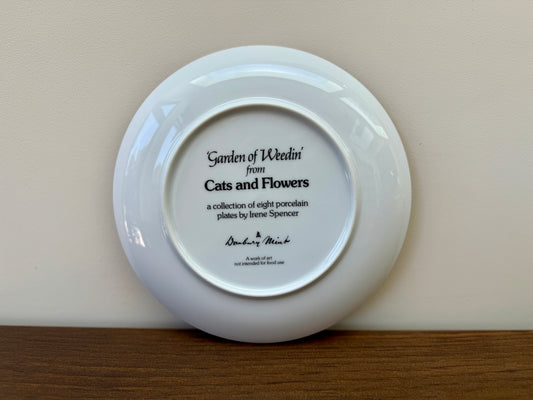 'Garden of Weedin'
from
Cats and Flowers
a collection of eight porcelain
plates by Irene Spencer
Danbury Mint
A work of art
not intended for food use